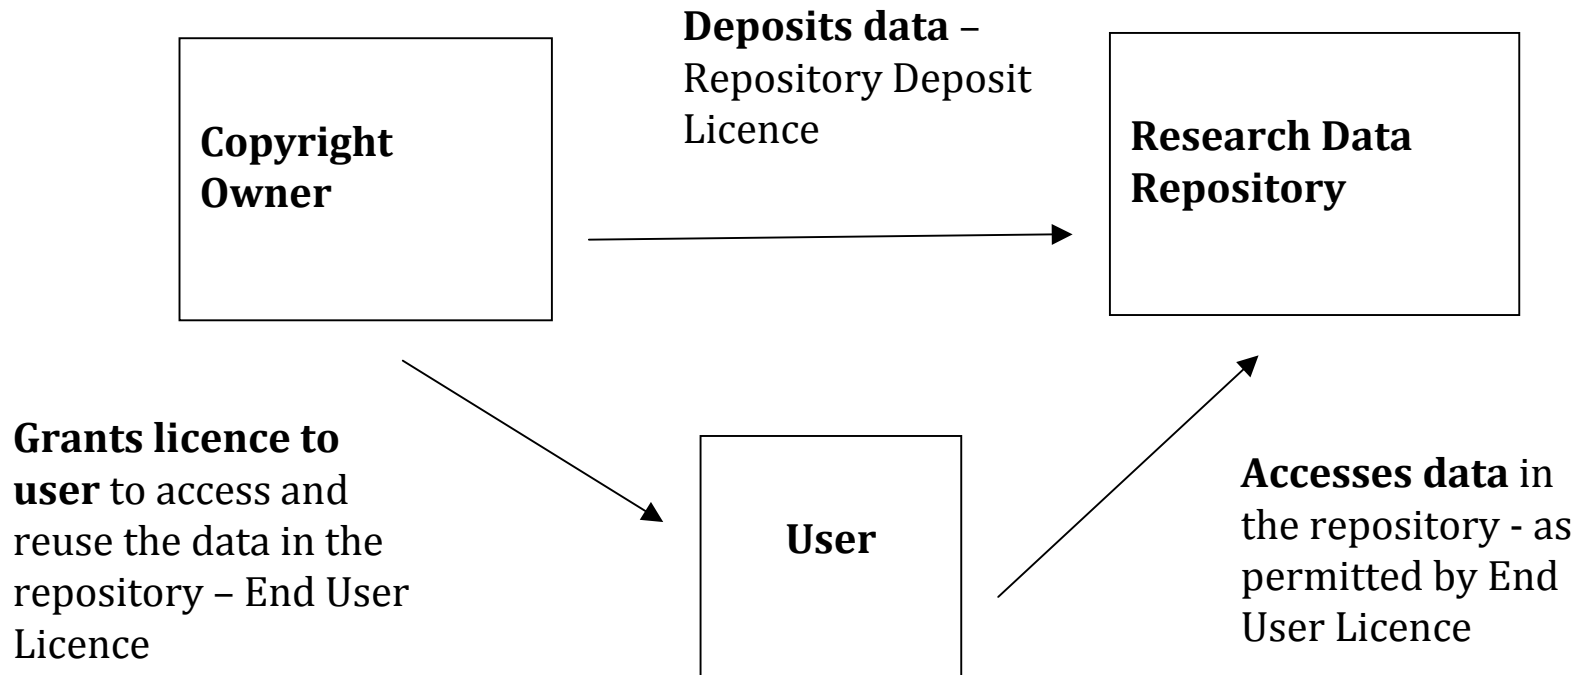 Deposits data –
Repository Deposit
Licence
Copyright
Owner
Research Data
Repository
Grants licence to
user to access and
reuse the data in the
repository – End User
Licence
User
Accesses data in
the repository - as
permitted by End
User Licence